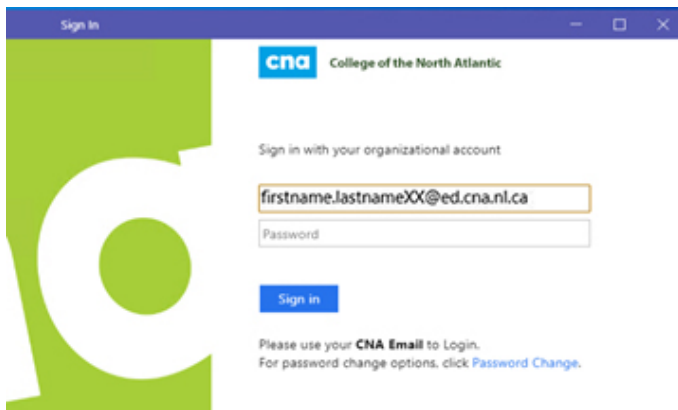 Sign In
cna College of the North Atlantic
Sign in with your organizational account
firstname.lastnameXX@ed.cna.nl.ca
Password
Sign in
Please use your CNA Email to Login.
For password change options, click Password Change.